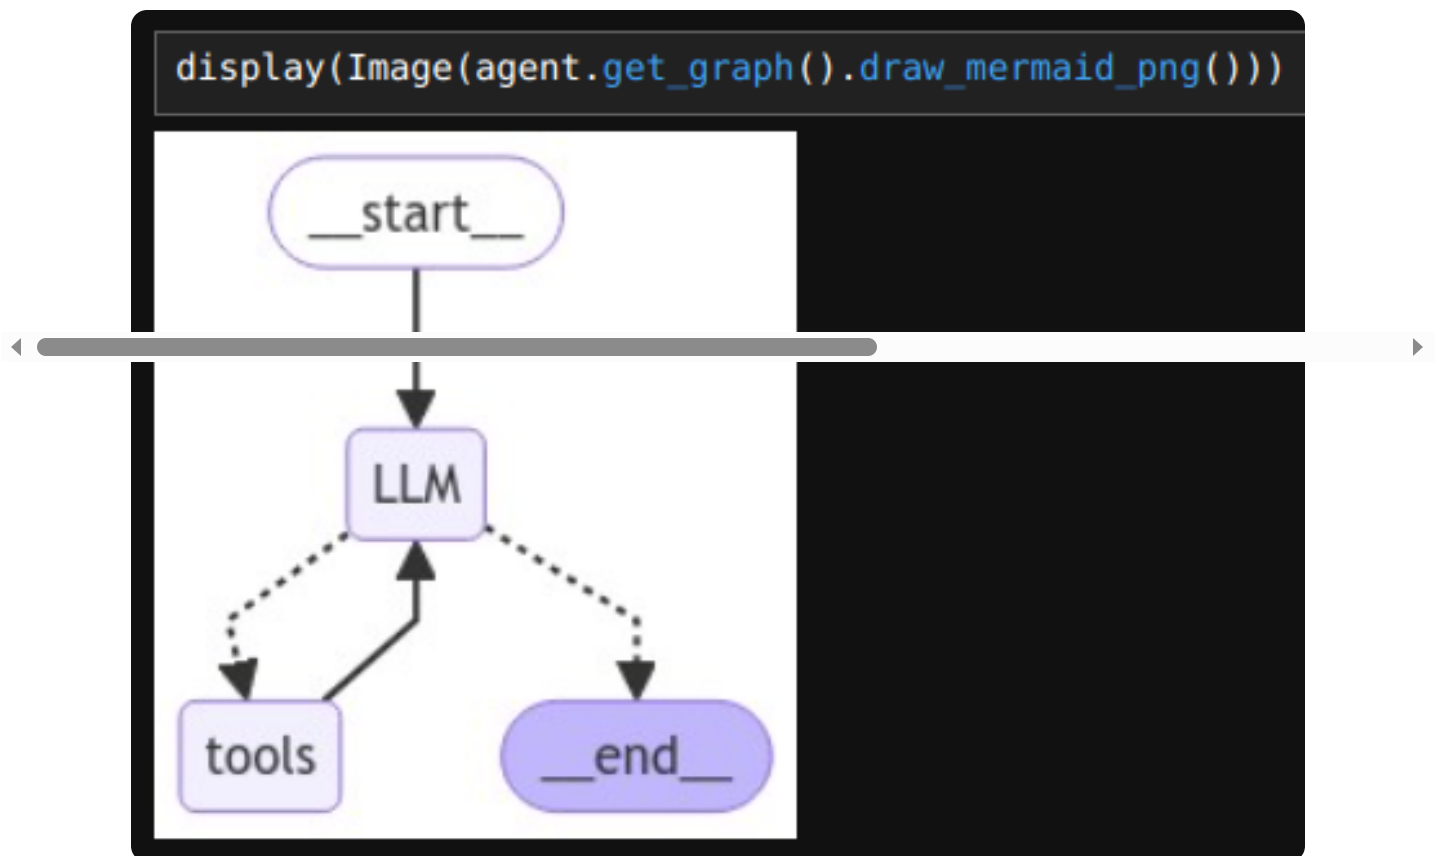 display(Image(agent.get_graph().draw_mermaid_png()))
__start__
LLM
tools
__end__